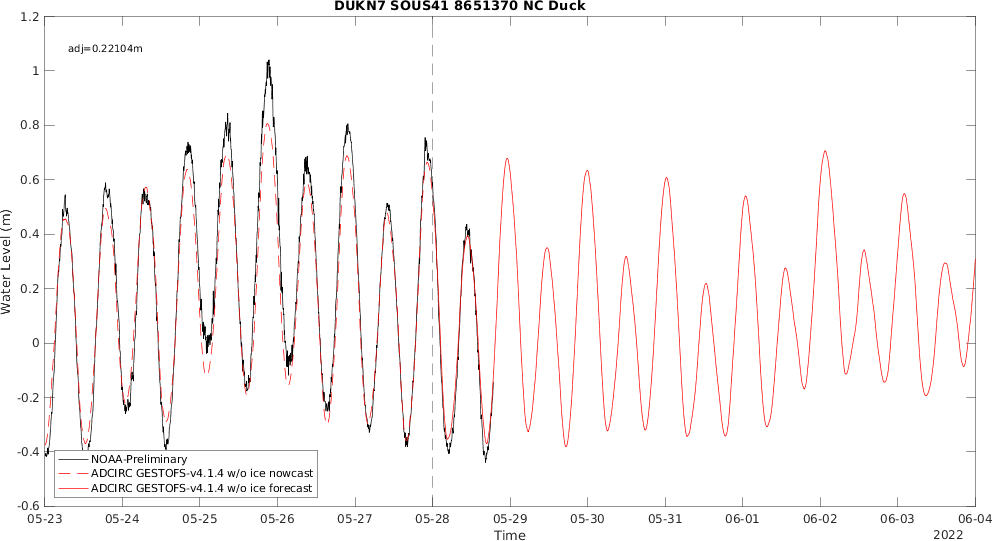 DUKN7 SOUS41 8651370 NC Duck
adj=0.22104m
Water Level (m)
1.2
1
0.8
0.6
0.4
0.2
0
-0.2
-0.4
-0.6
NOAA-Preliminary
ADCIRC GESTOFS-v4.1.4 w/o ice nowcast
ADCIRC GESTOFS-v4.1.4 w/o ice forecast
05-23 05-24 05-25 05-26 05-27 05-28 05-29 05-30 05-31 06-01 06-02 06-03 06-04
Time
2022